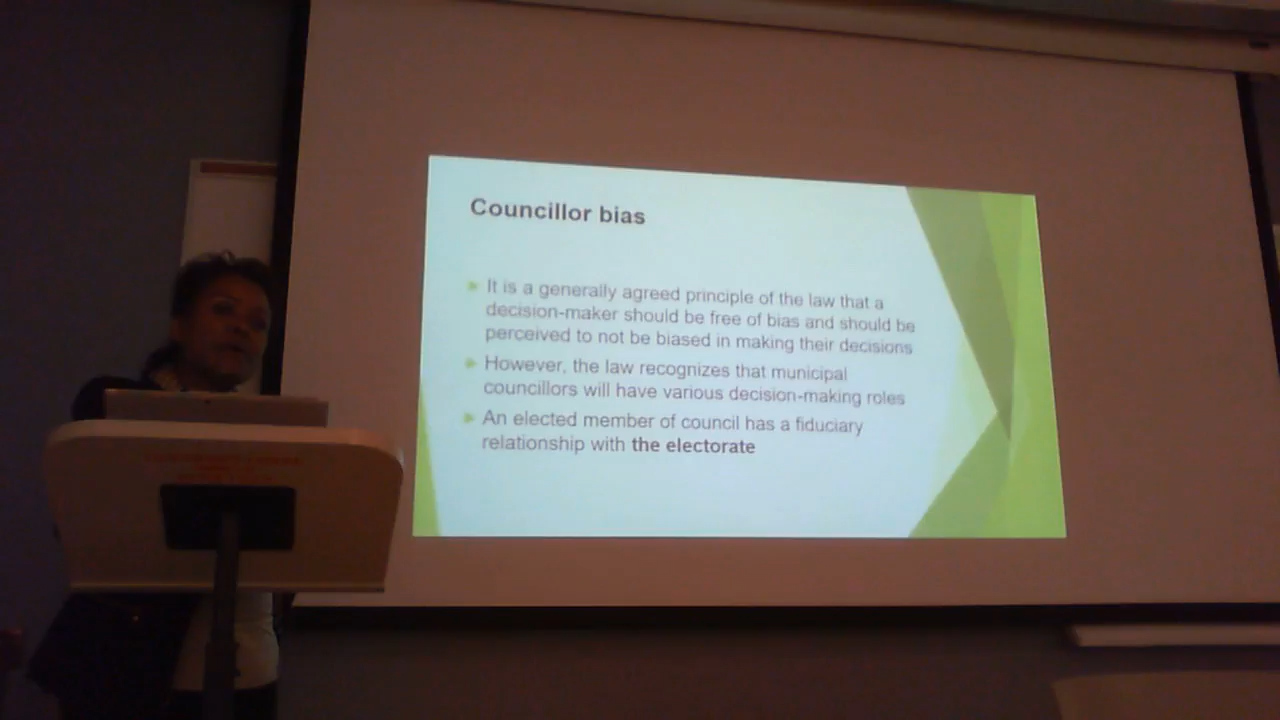 Councillor bias
It is a generally agreed principle of the law that a
decision-maker should be free of bias and should be
perceived to not be biased in making their decisions
However, the law recognizes that municipal
councillors will have various decision-making roles
An elected member of council has a fiduciary
relationship with the electorate